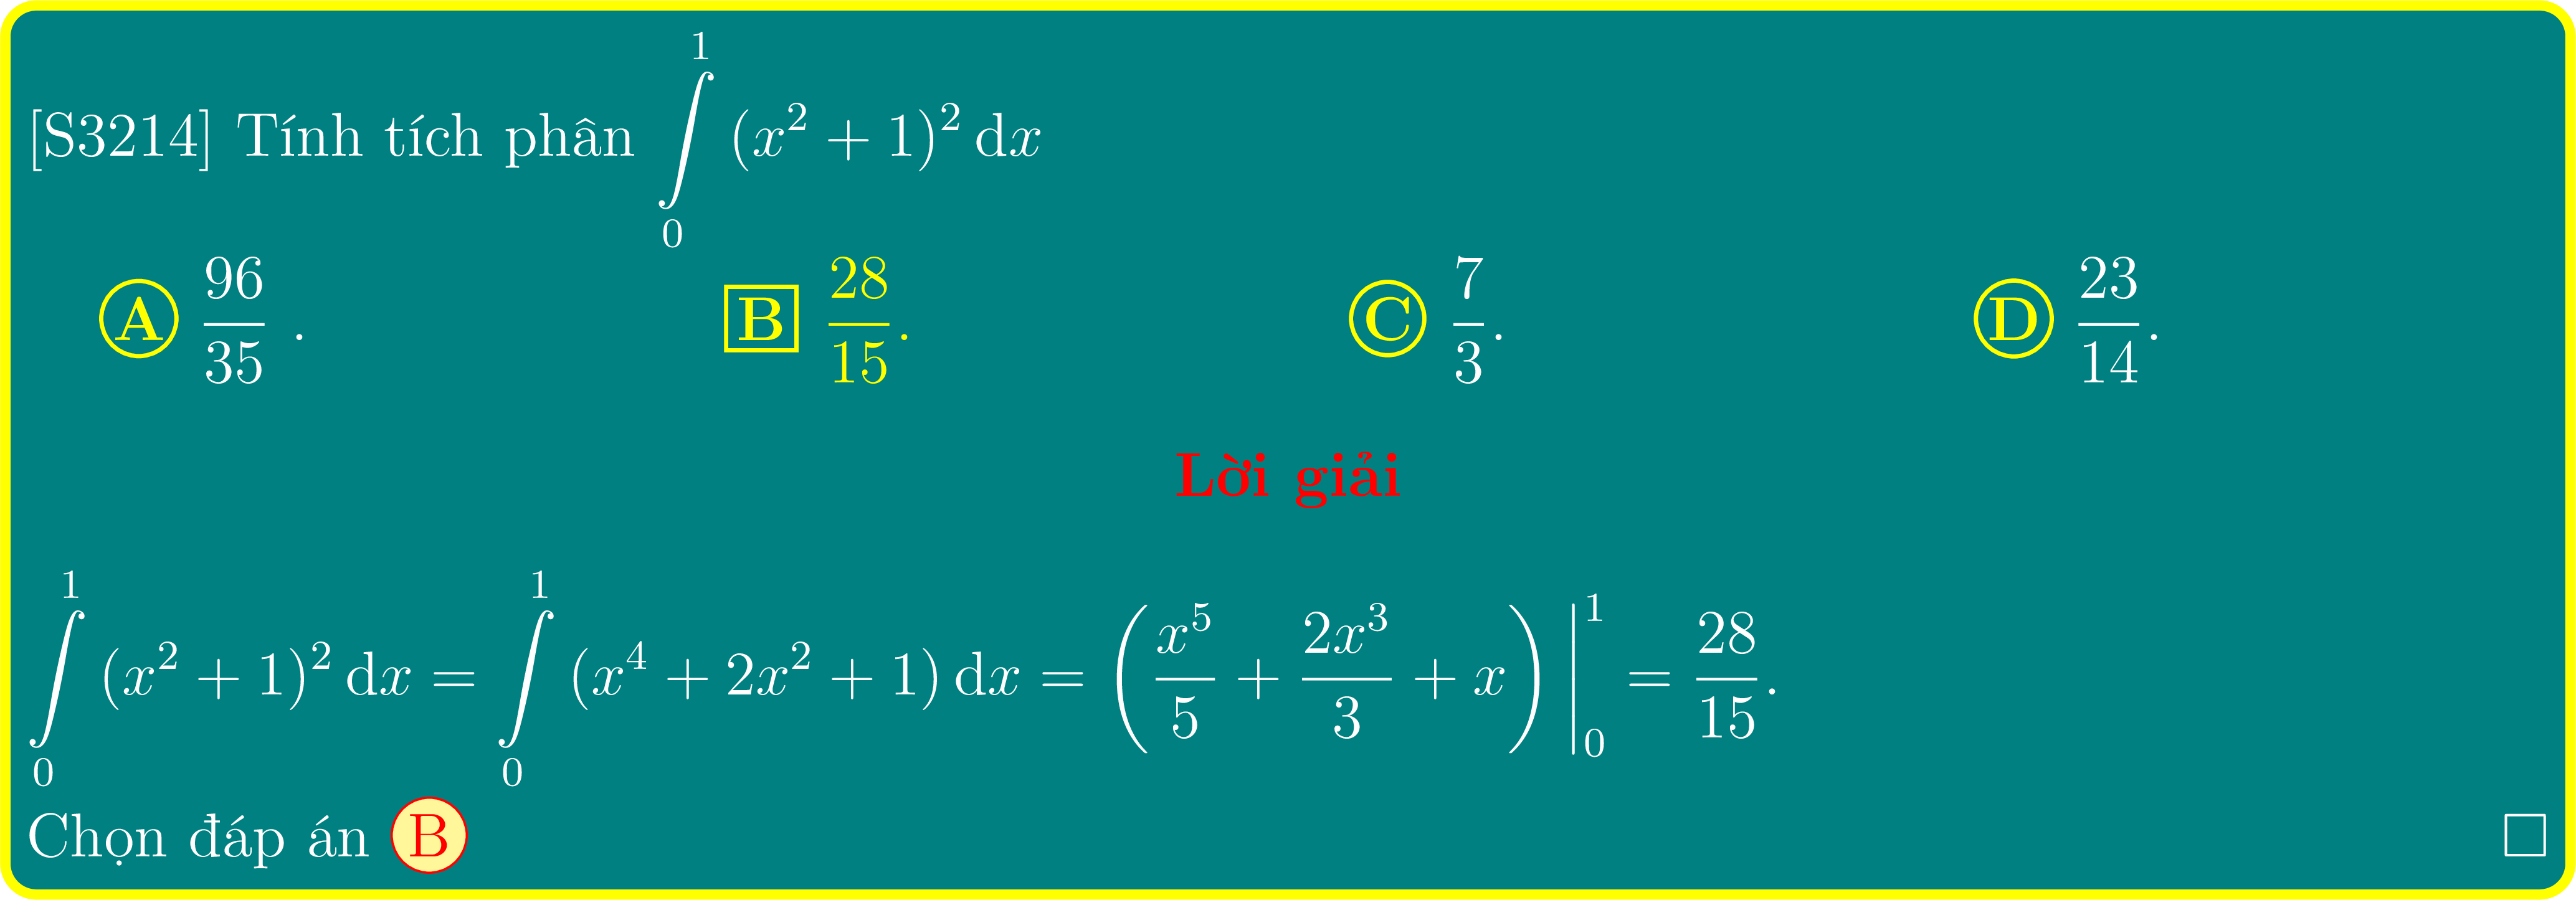 [S3214] Tính tích phân $\int\limits_0^1 (x^2 + 1)^2 \, \mathrm{d}x$
Ⓐ $\frac{96}{35}$ . B $\frac{28}{15}$. Ⓒ $\frac{7}{3}$. Ⓓ $\frac{23}{14}$.
Lời giải
$\int\limits_0^1 (x^2 + 1)^2 \, \mathrm{d}x = \int\limits_0^1 (x^4 + 2x^2 + 1) \, \mathrm{d}x = \left( \frac{x^5}{5} + \frac{2x^3}{3} + x \right) \Big|_0^1 = \frac{28}{15}.$
Chọn đáp án Ⓑ □